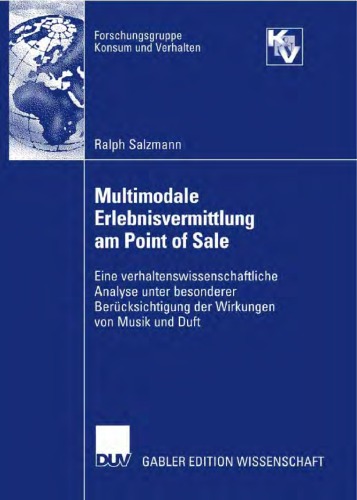 Forschungsgruppe
Konsum und Verhalten
KV
Ralph Salzmann
Multimodale
Erlebnisvermittlung
am Point of Sale
Eine verhaltenswissenschaftliche
Analyse unter besonderer
Berücksichtigung der Wirkungen
von Musik und Duft
DUV
GABLER EDITION WISSENSCHAFT